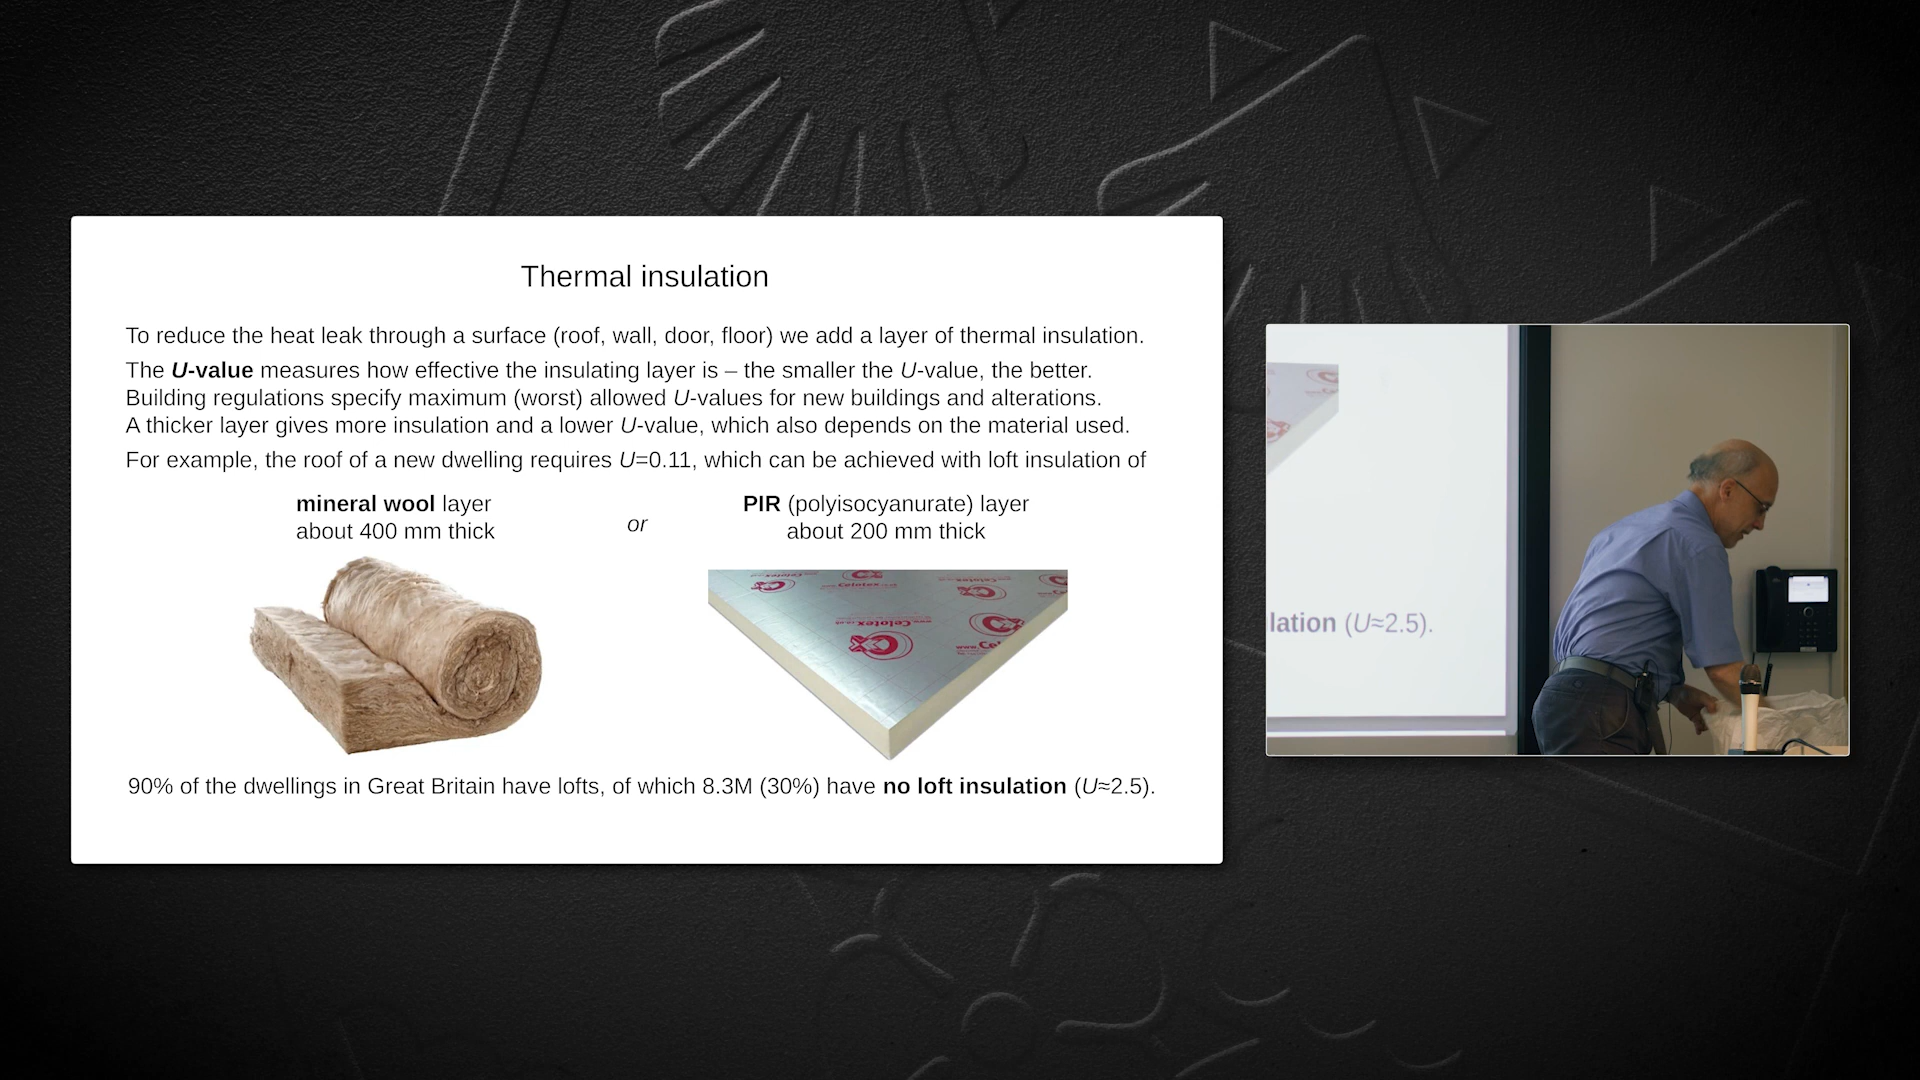 Thermal insulation
To reduce the heat leak through a surface (roof, wall, door, floor) we add a layer of thermal insulation.
The U-value measures how effective the insulating layer is – the smaller the U-value, the better.
Building regulations specify maximum (worst) allowed U-values for new buildings and alterations.
A thicker layer gives more insulation and a lower U-value, which also depends on the material used.
For example, the roof of a new dwelling requires U=0.11, which can be achieved with loft insulation of
mineral wool layer
about 400 mm thick
or
PIR (polyisocyanurate) layer
about 200 mm thick
Celotex
www.Celotex.co.uk
90% of the dwellings in Great Britain have lofts, of which 8.3M (30%) have no loft insulation (U≈2.5).
lation (U≈2.5).